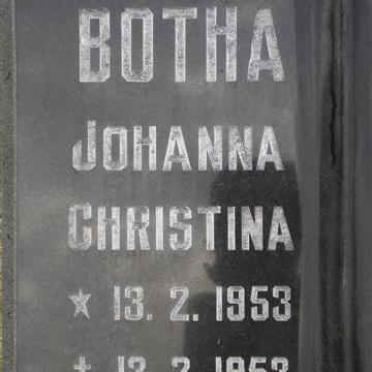 BOTHA
JOHANNA
CHRISTINA
★ 13. 2. 1953